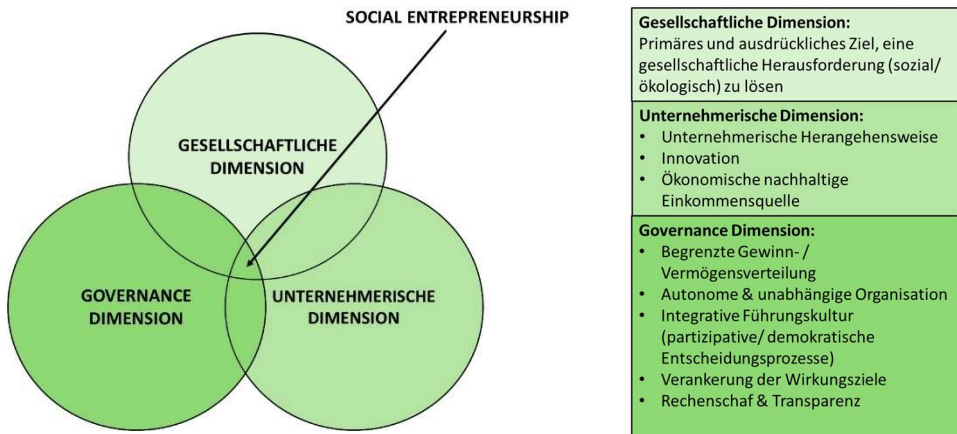 SOCIAL ENTREPRENEURSHIP
GESELLSCHAFTLICHE
DIMENSION
GOVERNANCE
DIMENSION
UNTERNEHMERISCHE
DIMENSION
Gesellschaftliche Dimension:
Primäres und ausdrückliches Ziel, eine
gesellschaftliche Herausforderung (sozial/
ökologisch) zu lösen
Unternehmerische Dimension:
• Unternehmerische Herangehensweise
• Innovation
• Ökonomische nachhaltige
Einkommensquelle
Governance Dimension:
• Begrenzte Gewinn- /
Vermögensverteilung
• Autonome & unabhängige Organisation
• Integrative Führungskultur
(partizipative/ demokratische
Entscheidungsprozesse)
• Verankerung der Wirkungsziele
• Rechenschaf & Transparenz